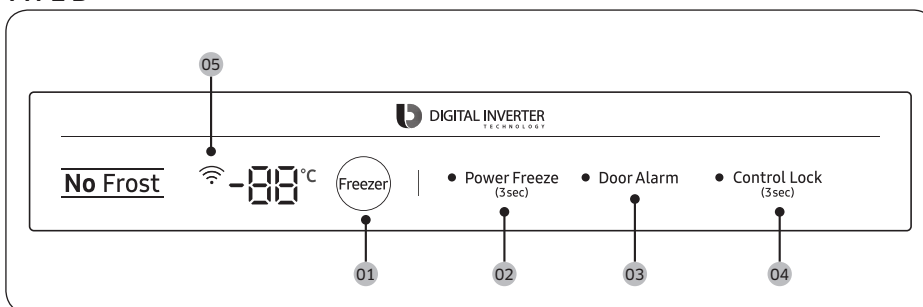 05
DIGITAL INVERTER
TECHNOLOGY
No Frost
-88°C
Freezer
Power Freeze
(3sec)
Door Alarm
Control Lock
(3sec)
01
02
03
04